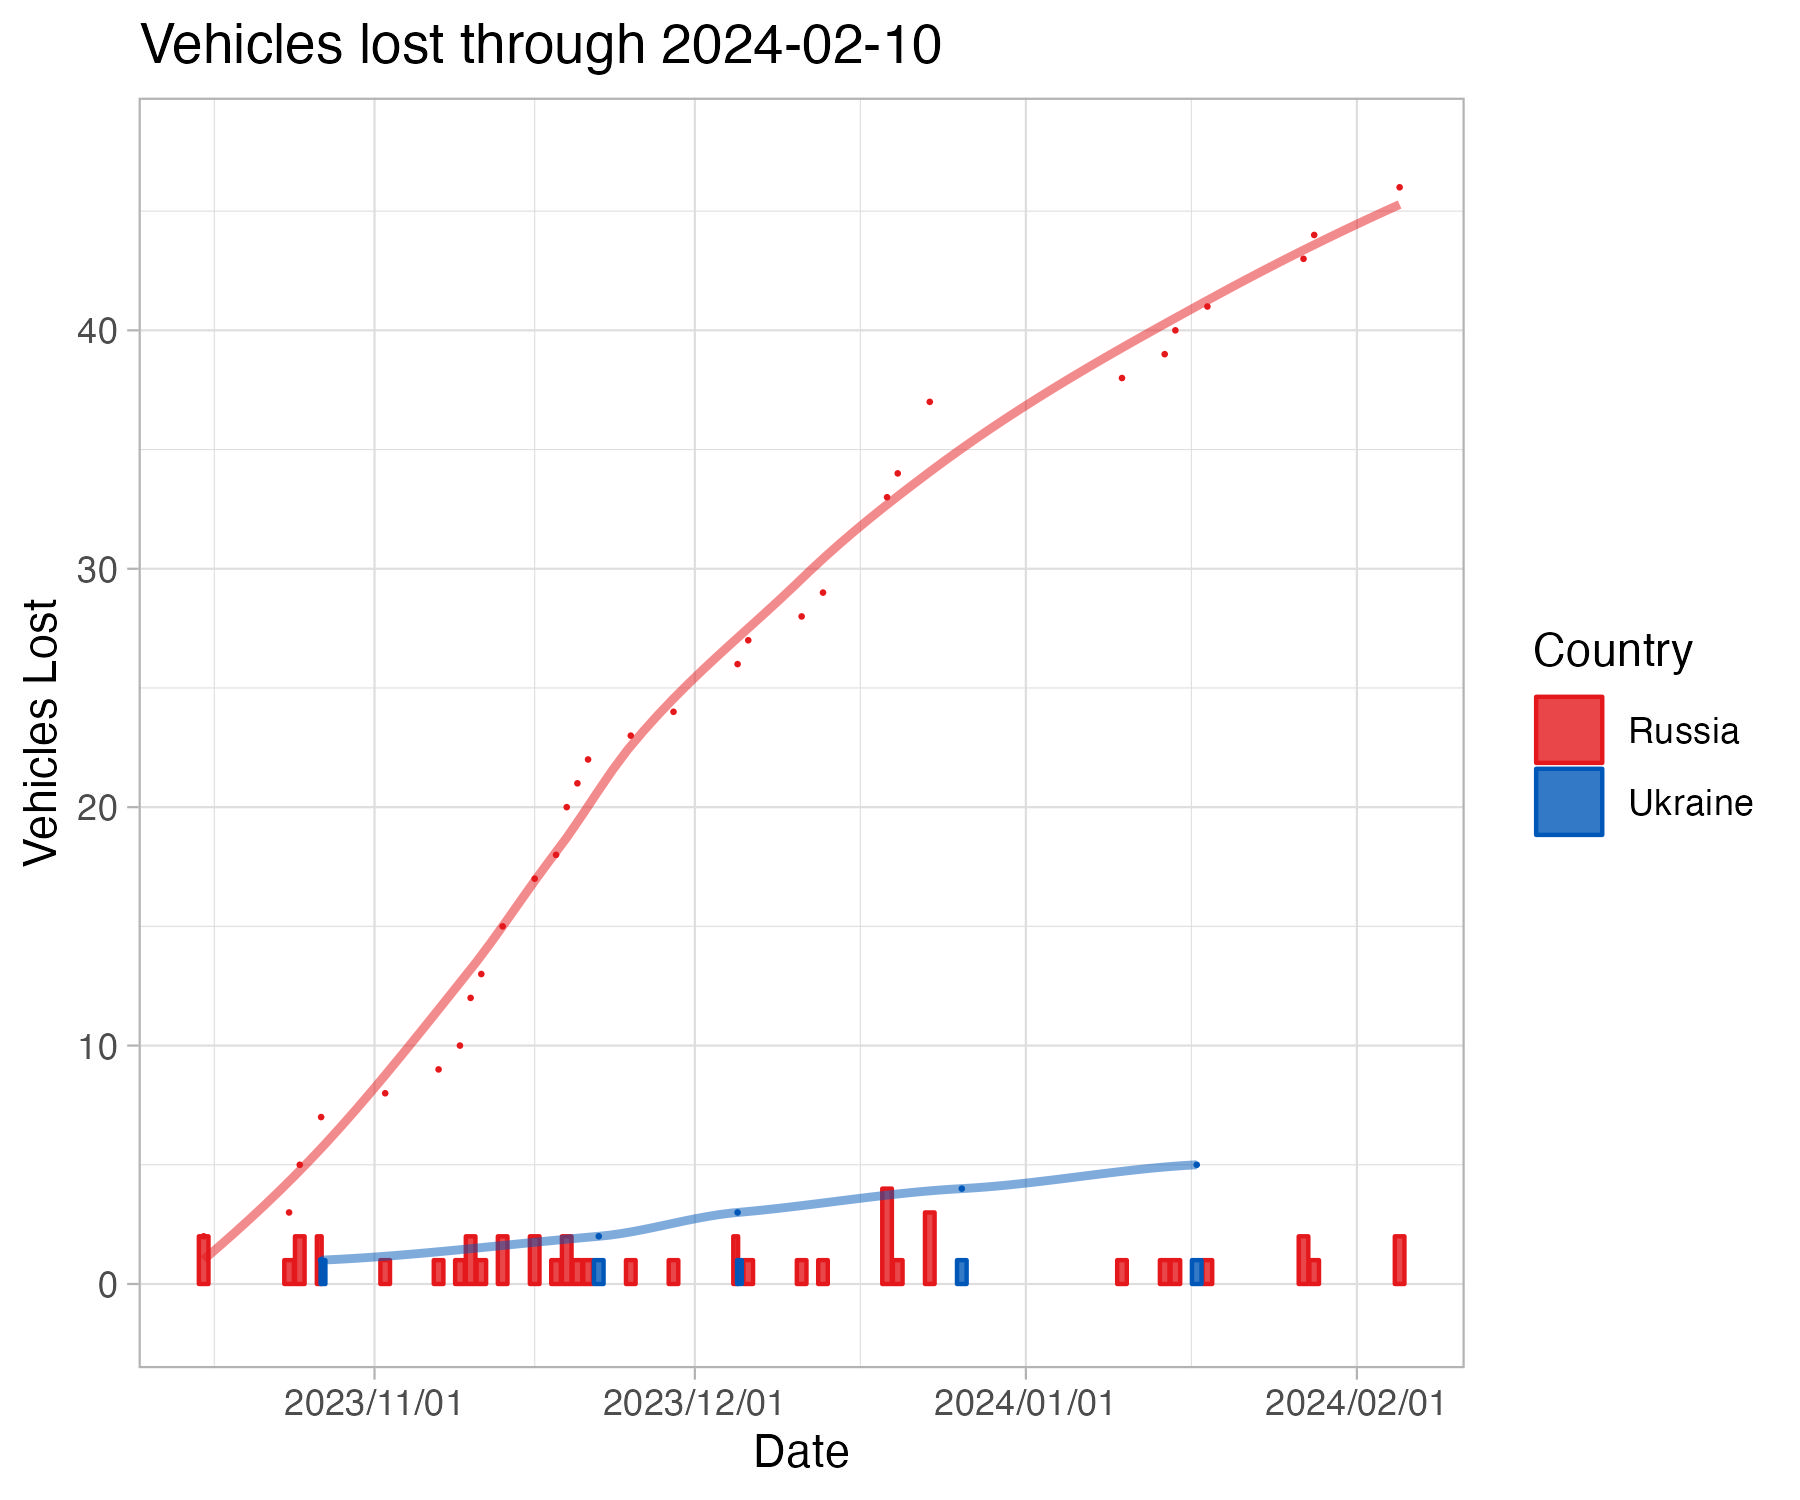 Vehicles lost through 2024-02-10
Vehicles Lost
40
30
20
10
0
2023/11/01
2023/12/01
2024/01/01
2024/02/01
Date
Country
Russia
Ukraine